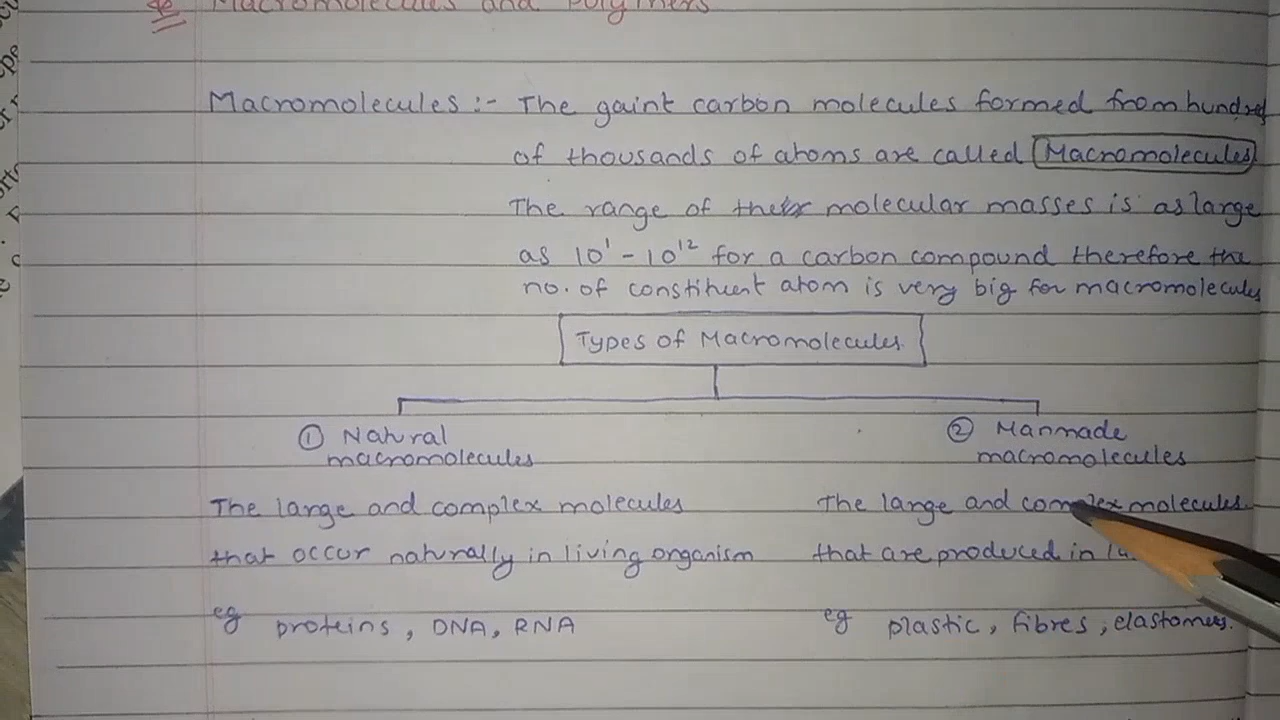 Macromolecules and Polymers
Macromolecules :- The gaint carbon molecules formed from hundred
of thousands of atoms are called Macromolecules
The range of their molecular masses is as large
as 10¹ - 10¹² for a carbon compound therefore the
no. of constituent atom is very big for macromolecules
Types of Macromolecules.
① Natural
macromolecules
The large and complex molecules
that occur naturally in living organism
eg proteins, DNA, RNA
② Manmade
macromolecules
The large and complex molecules
that are produced in
eg plastic, fibres, elastomers.